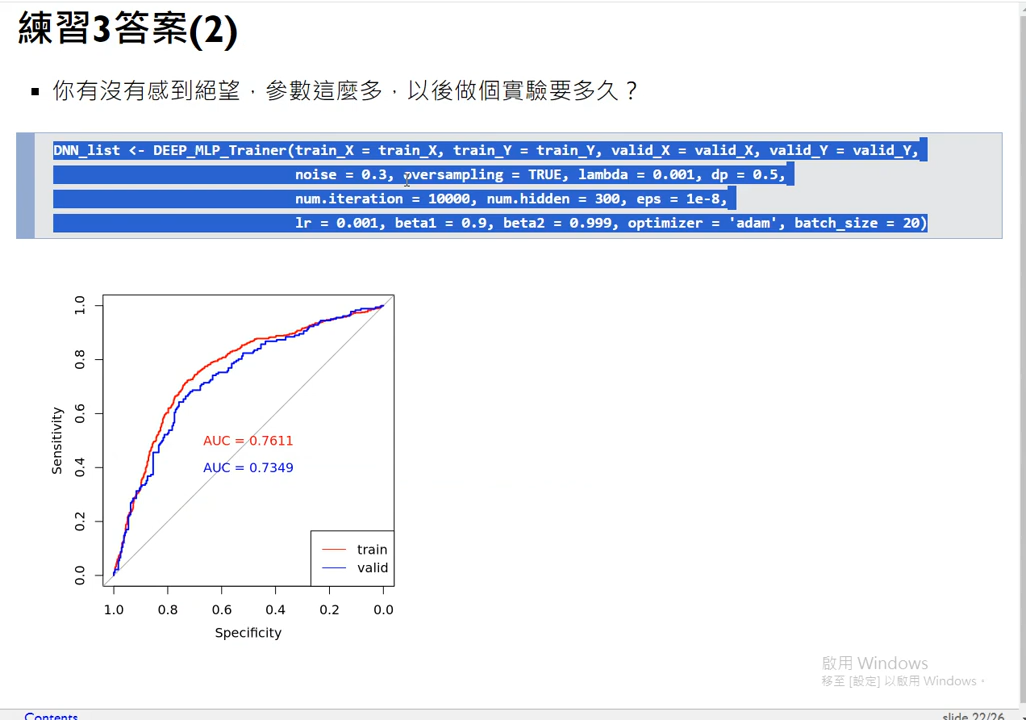 練習3答案(2)
▪ 你有沒有感到絕望，參數這麼多，以後做個實驗要多久？
DNN_list <- DEEP_MLP_Trainer(train_X = train_X, train_Y = train_Y, valid_X = valid_X, valid_Y = valid_Y,
noise = 0.3, oversampling = TRUE, lambda = 0.001, dp = 0.5,
num.iteration = 10000, num.hidden = 300, eps = 1e-8,
lr = 0.001, beta1 = 0.9, beta2 = 0.999, optimizer = 'adam', batch_size = 20)
1.0
0.8
0.6
0.4
0.2
0.0
Sensitivity
AUC = 0.7611
AUC = 0.7349
train
valid
1.0 0.8 0.6 0.4 0.2 0.0
Specificity
啟用 Windows
移至 [設定] 以啟用 Windows。
Contents
slide 22/26